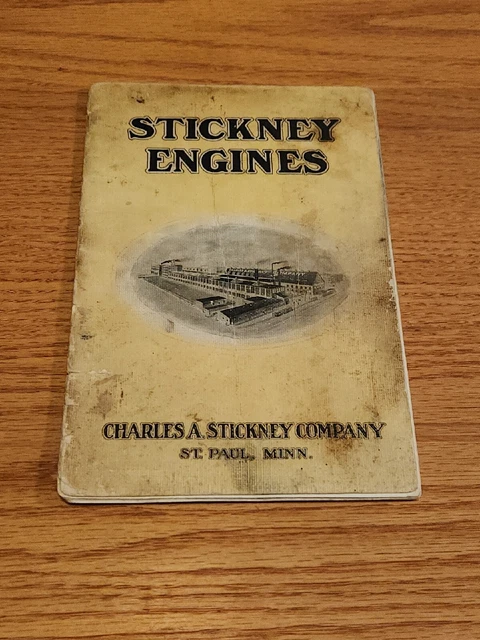 STICKNEY
ENGINES
CHARLES A. STICKNEY COMPANY
ST. PAUL, MINN.